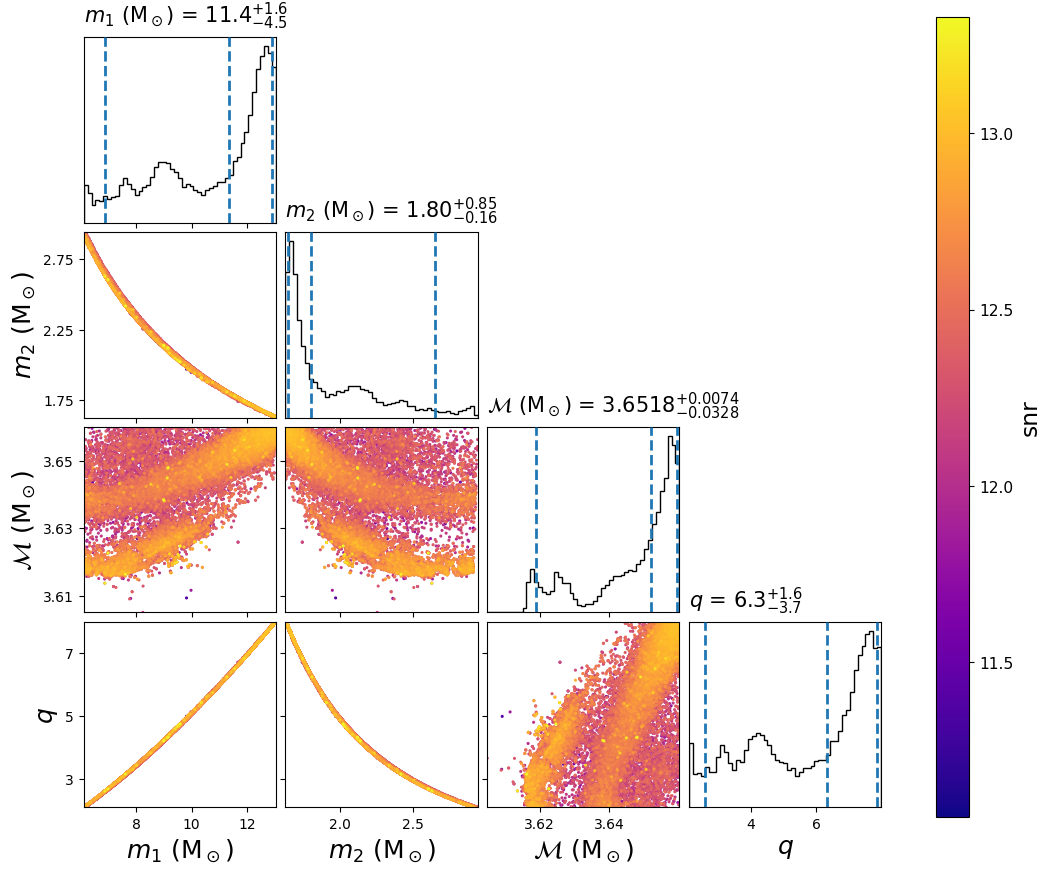 m₁ (M⊙) = 11.4+1.6−4.5
m₂ (M⊙) = 1.80+0.85−0.16
ℳ (M⊙) = 3.6518+0.0074−0.0328
q = 6.3+1.6−3.7
m₂ (M⊙)
2.75
2.25
1.75
ℳ (M⊙)
3.65
3.63
3.61
q
7
5
3
8
10
12
m₁ (M⊙)
2.0
2.5
m₂ (M⊙)
3.62
3.64
ℳ (M⊙)
4
6
q
13.0
12.5
12.0
11.5
snr